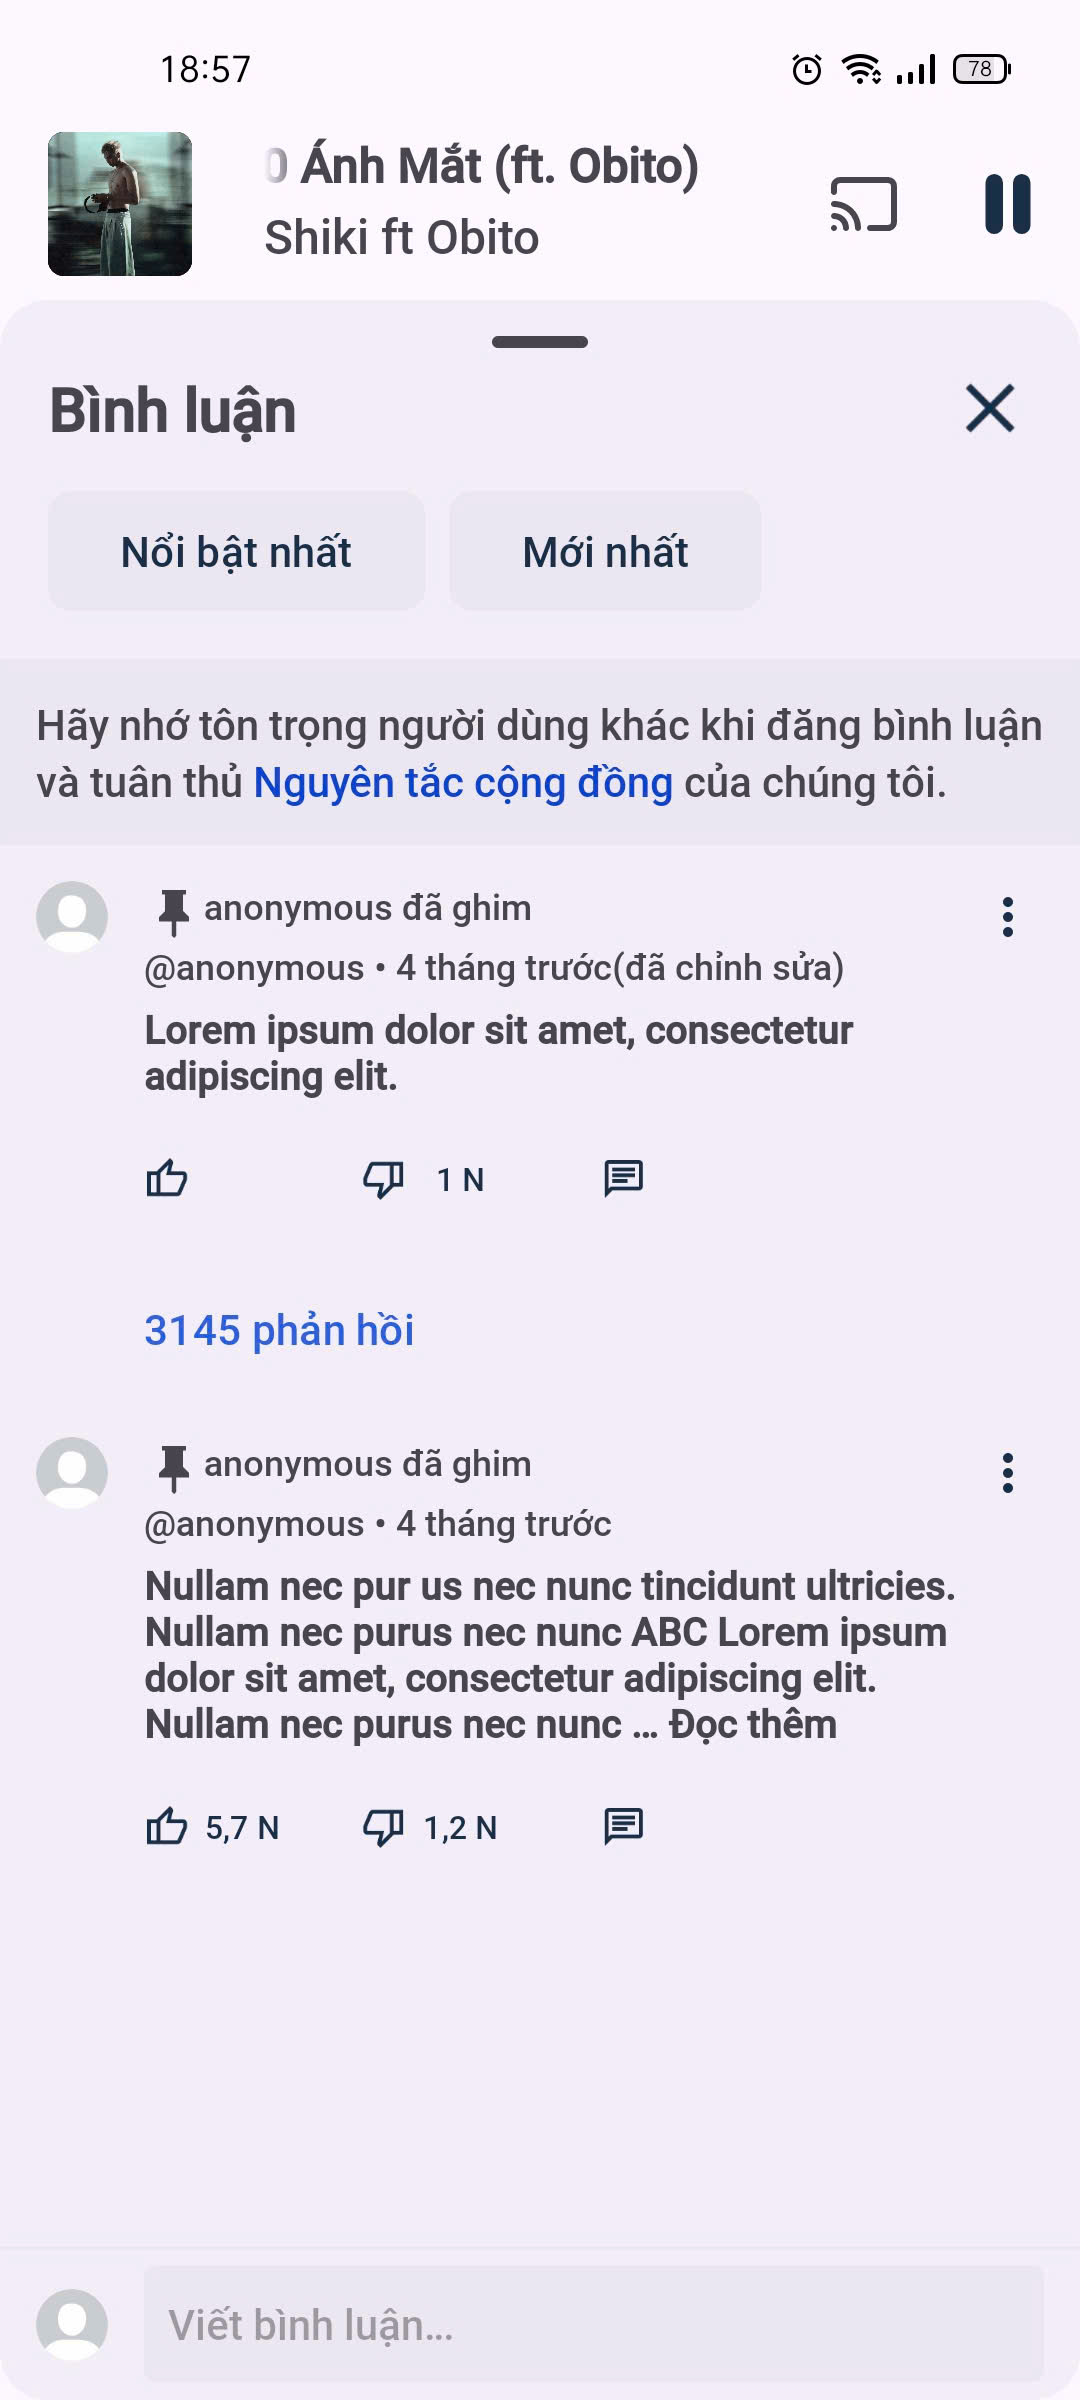 18:57
78
0 Ánh Mắt (ft. Obito)
Shiki ft Obito
Bình luận
Nổi bật nhất
Mới nhất
Hãy nhớ tôn trọng người dùng khác khi đăng bình luận
và tuân thủ Nguyên tắc cộng đồng của chúng tôi.
anonymous đã ghim
@anonymous • 4 tháng trước(đã chỉnh sửa)
Lorem ipsum dolor sit amet, consectetur
adipiscing elit.
1 N
3145 phản hồi
anonymous đã ghim
@anonymous • 4 tháng trước
Nullam nec pur us nec nunc tincidunt ultricies.
Nullam nec purus nec nunc ABC Lorem ipsum
dolor sit amet, consectetur adipiscing elit.
Nullam nec purus nec nunc ... Đọc thêm
5,7 N
1,2 N
Viết bình luận...